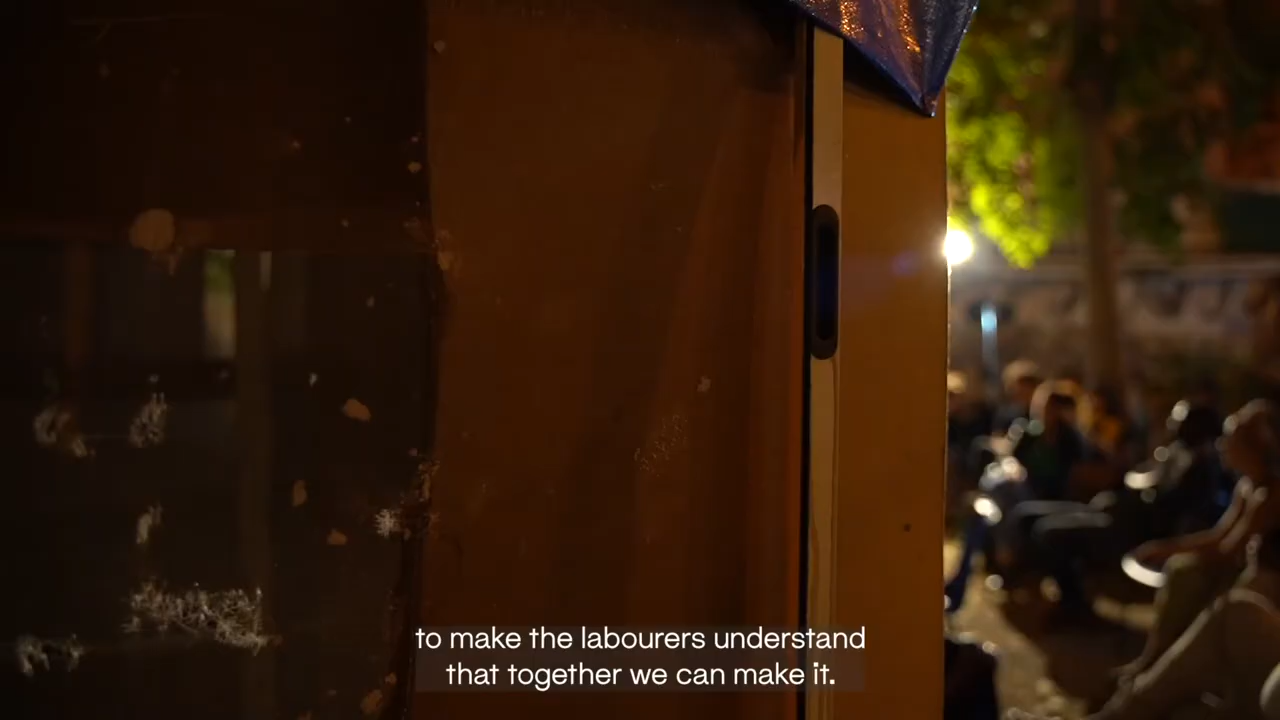 to make the labourers understand
that together we can make it.